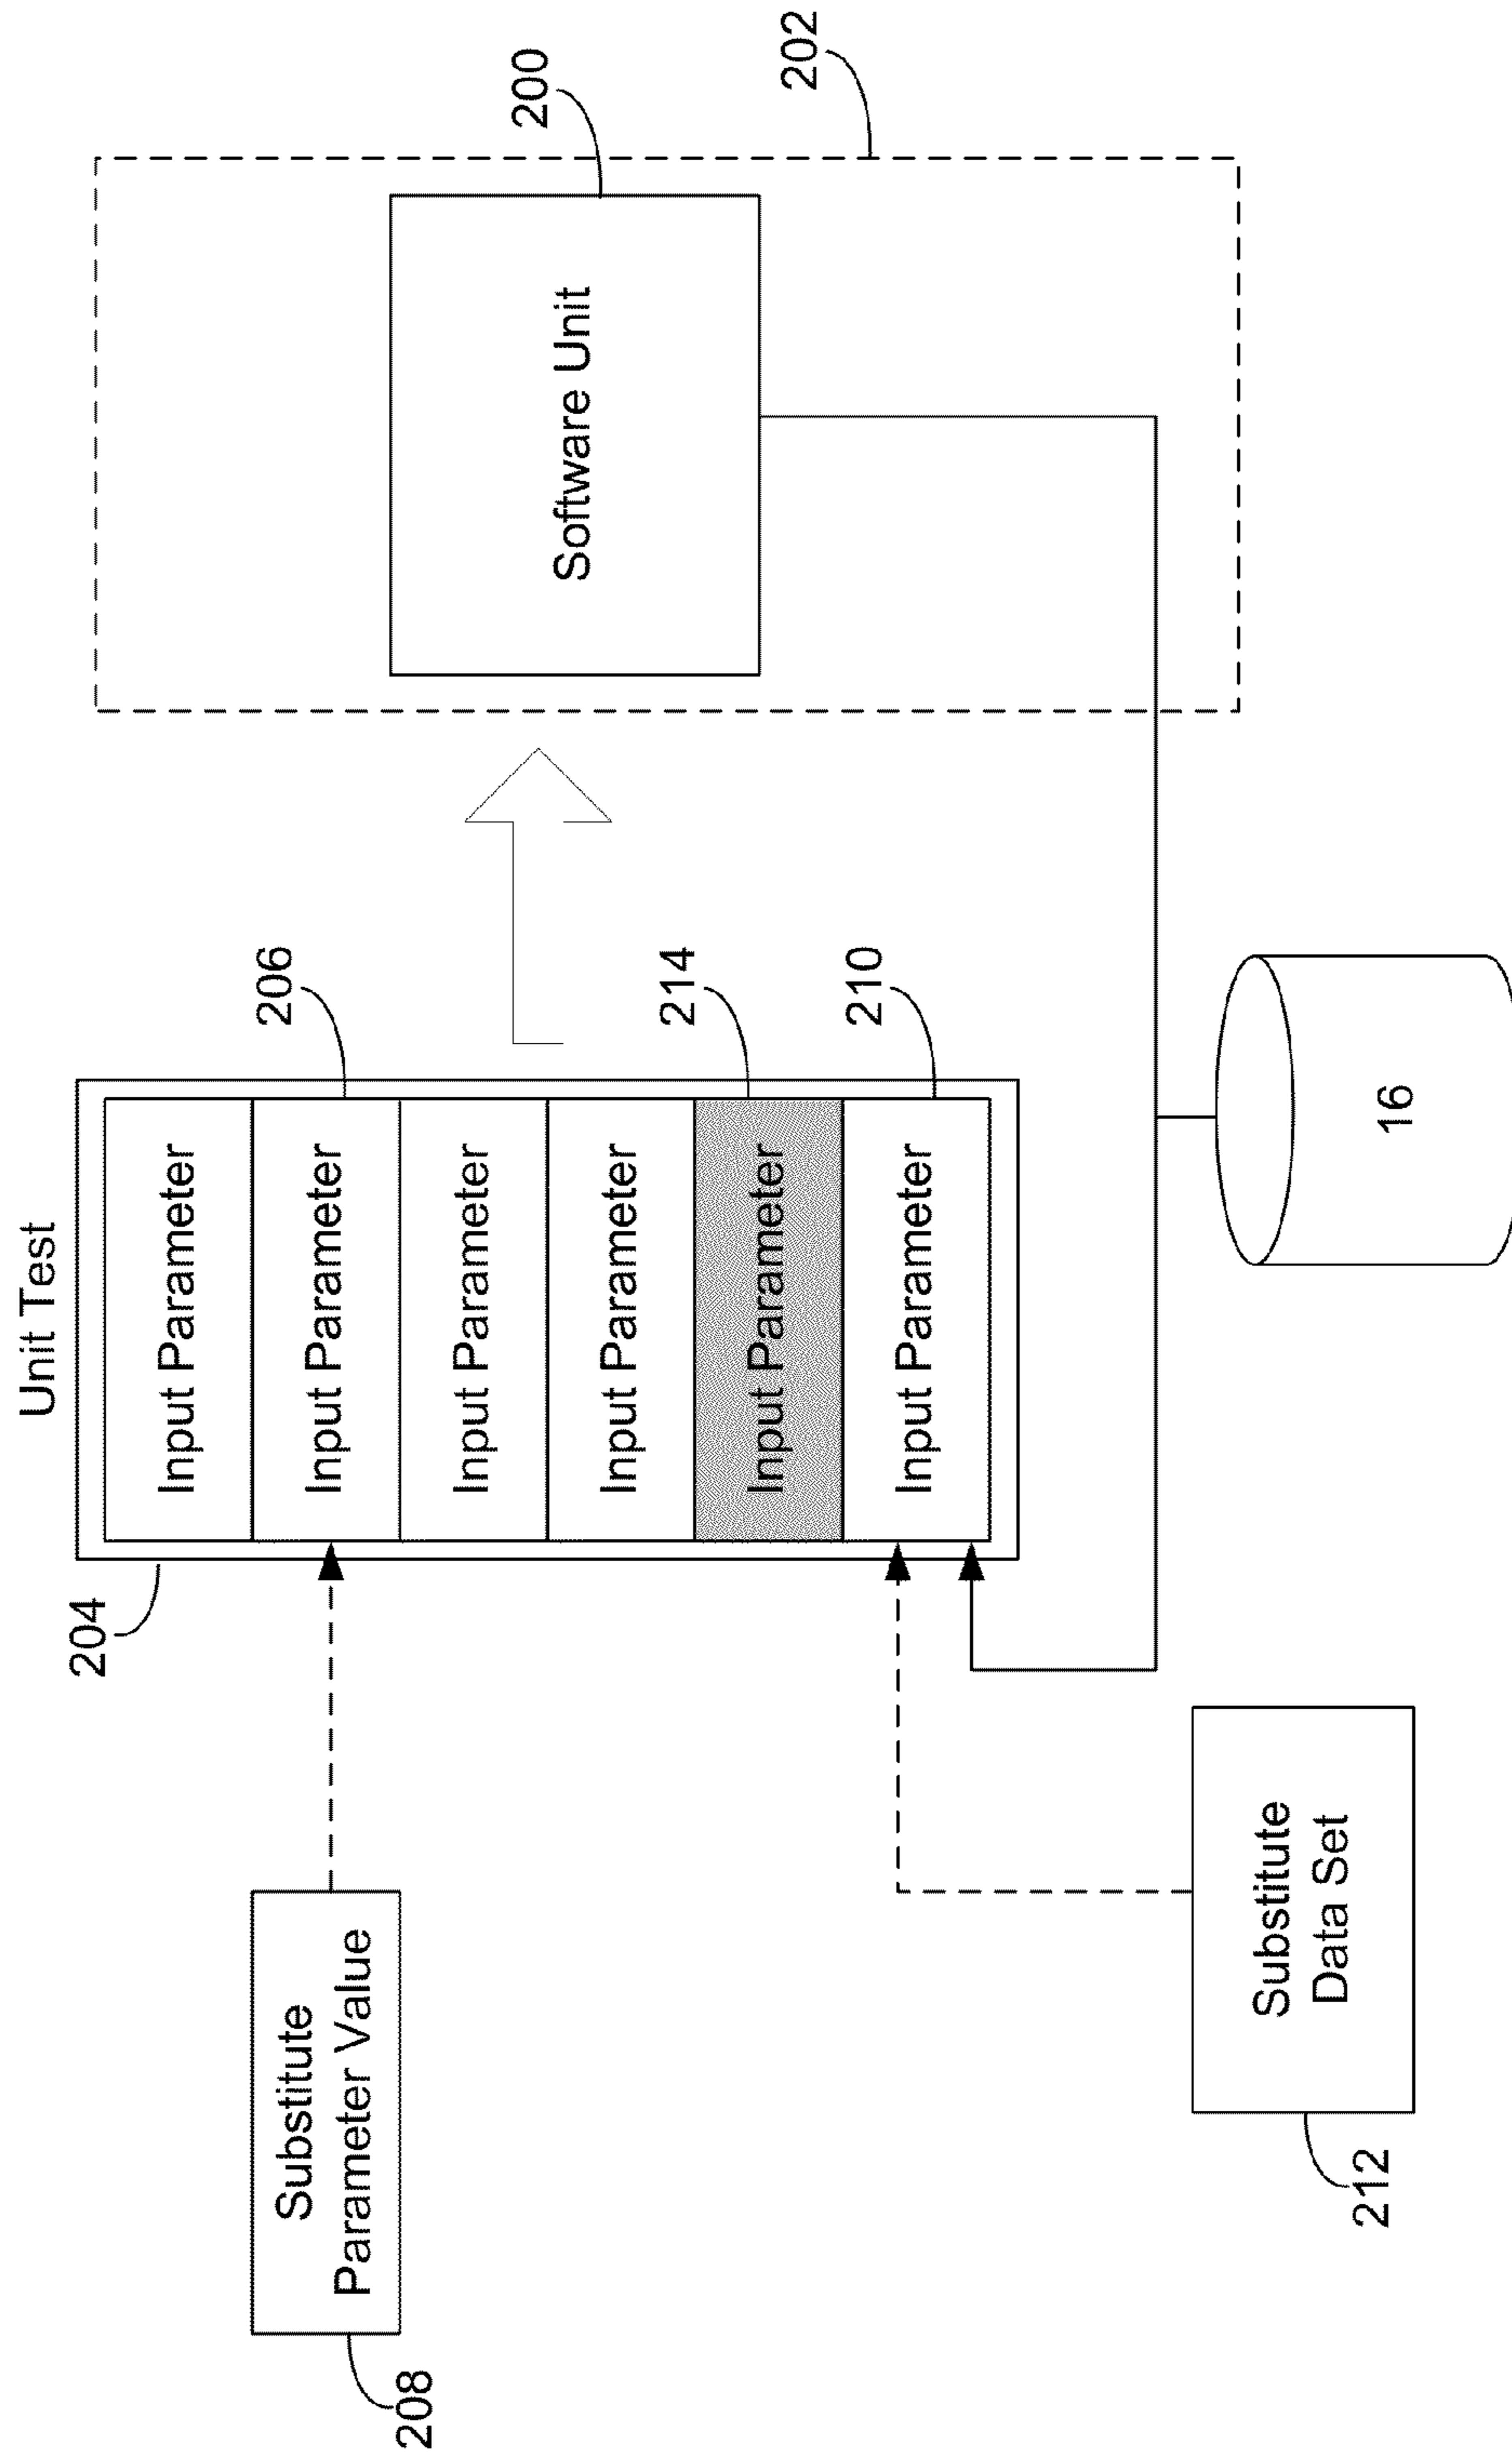 Unit Test
204
Input Parameter
Input Parameter
206
Input Parameter
Input Parameter
Input Parameter
214
Input Parameter
210
Substitute
Parameter Value
208
Substitute
Data Set
212
Software Unit
200
202
16